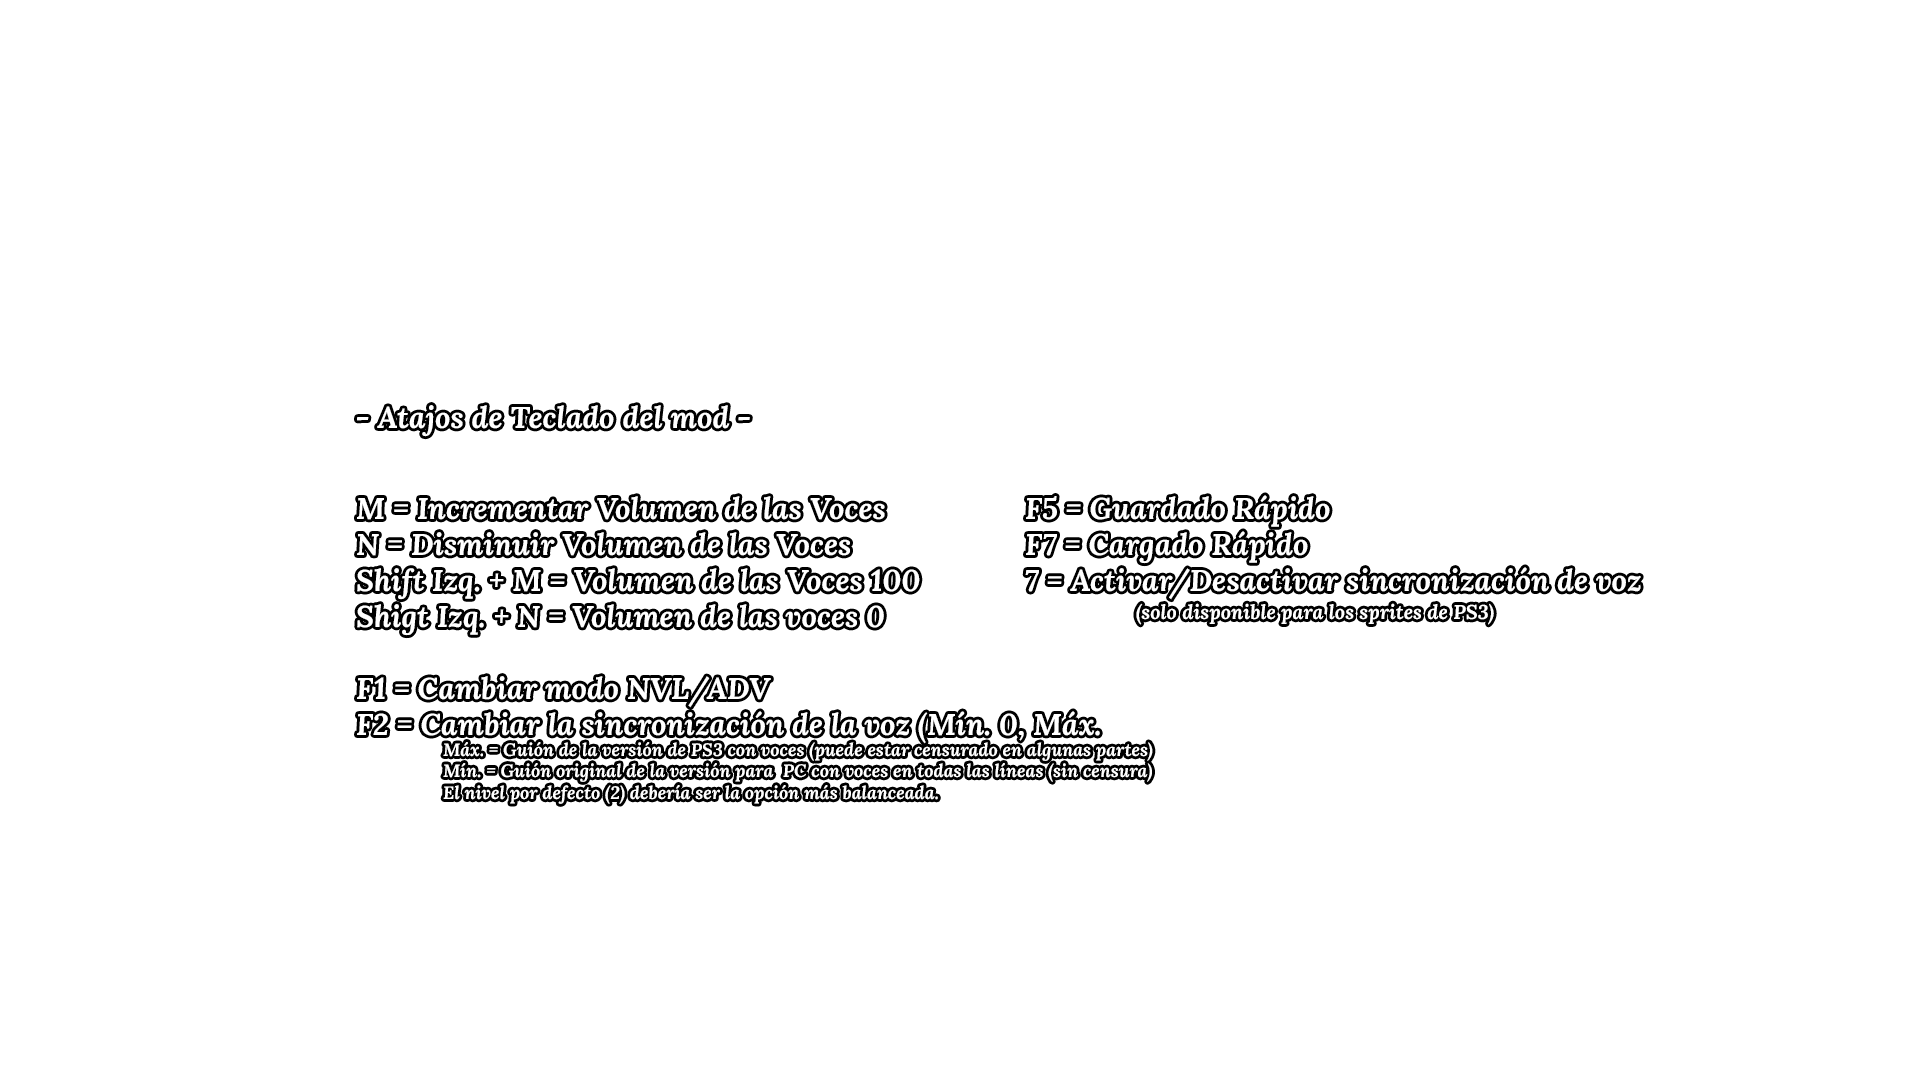 - Atajos de Teclado del mod -
M = Incrementar Volumen de las Voces
N = Disminuir Volumen de las Voces
Shift Izq. + M = Volumen de las Voces 100
Shigt Izq. + N = Volumen de las voces 0
F5 = Guardado Rápido
F7 = Cargado Rápido
7 = Activar/Desactivar sincronización de voz
(solo disponible para los sprites de PS3)
F1 = Cambiar modo NVL/ADV
F2 = Cambiar la sincronización de la voz (Mín. 0, Máx.
Máx. = Guión de la versión de PS3 con voces (puede estar censurado en algunas partes)
Mín. = Guión original de la versión para  PC con voces en todas las líneas (sin censura)
El nivel por defecto (2) debería ser la opción más balanceada.